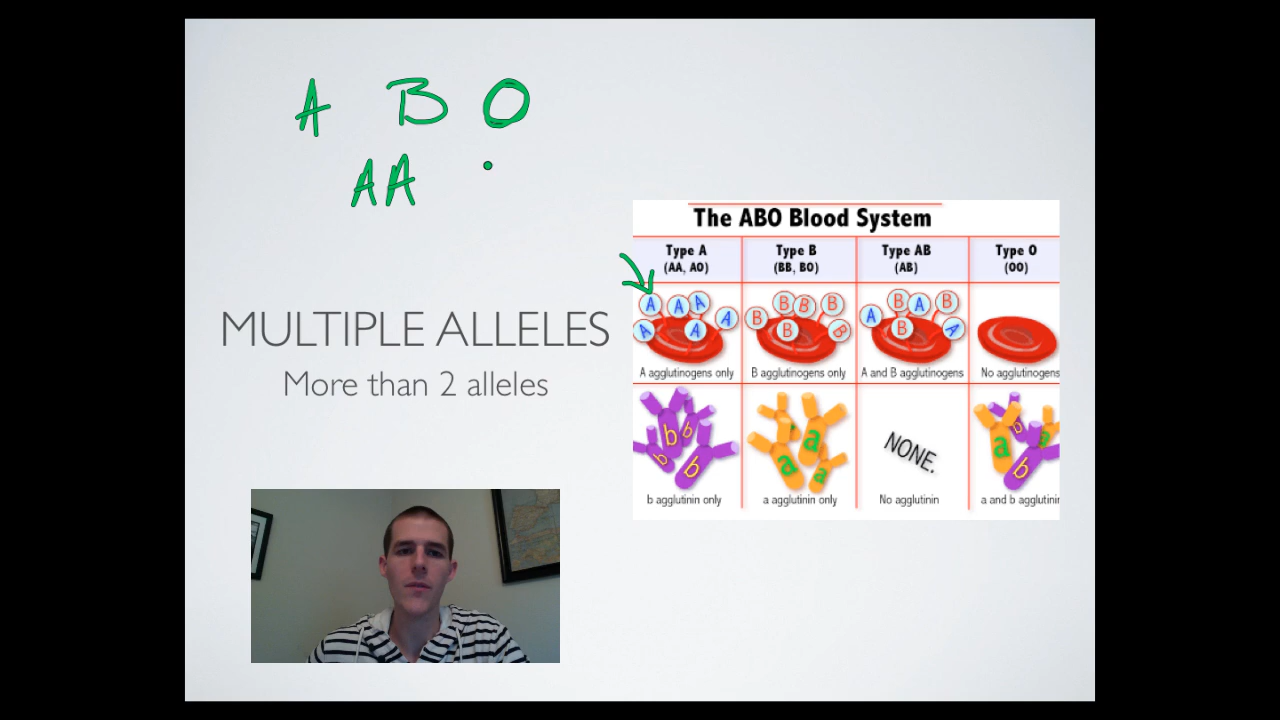 A B O
AA
MULTIPLE ALLELES
More than 2 alleles
The ABO Blood System
Type A Type B Type AB Type O
(AA, AO) (BB, BO) (AB) (OO)
A A A A A A B B B B B B A B A B B A
A agglutinogens only B agglutinogens only A and B agglutinogens No agglutinogens
b b b b a a a NONE. a b b a
b agglutinin only a agglutinin only No agglutinin a and b agglutinin